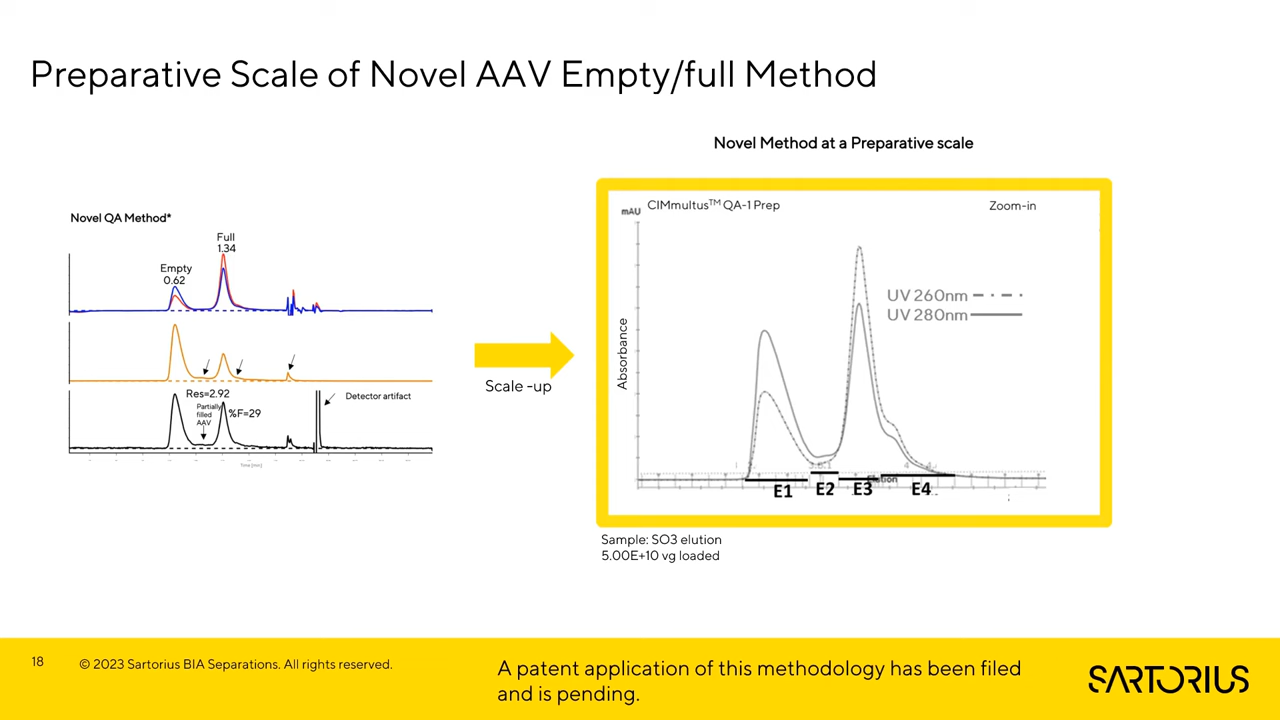 Preparative Scale of Novel AAV Empty/full Method
Novel Method at a Preparative scale
Novel QA Method*
Full
1.34
Empty
0.62
Res=2.92
Partially
filled
AAV
%F=29
Detector artifact
Time [min]
Scale -up
mAU
CIMmultus™ QA-1 Prep
Zoom-in
UV 260nm
UV 280nm
Absorbance
E1
E2
E3
E4
Sample: SO3 elution
5.00E+10 vg loaded
18
© 2023 Sartorius BIA Separations. All rights reserved.
A patent application of this methodology has been filed
and is pending.
SARTORIUS